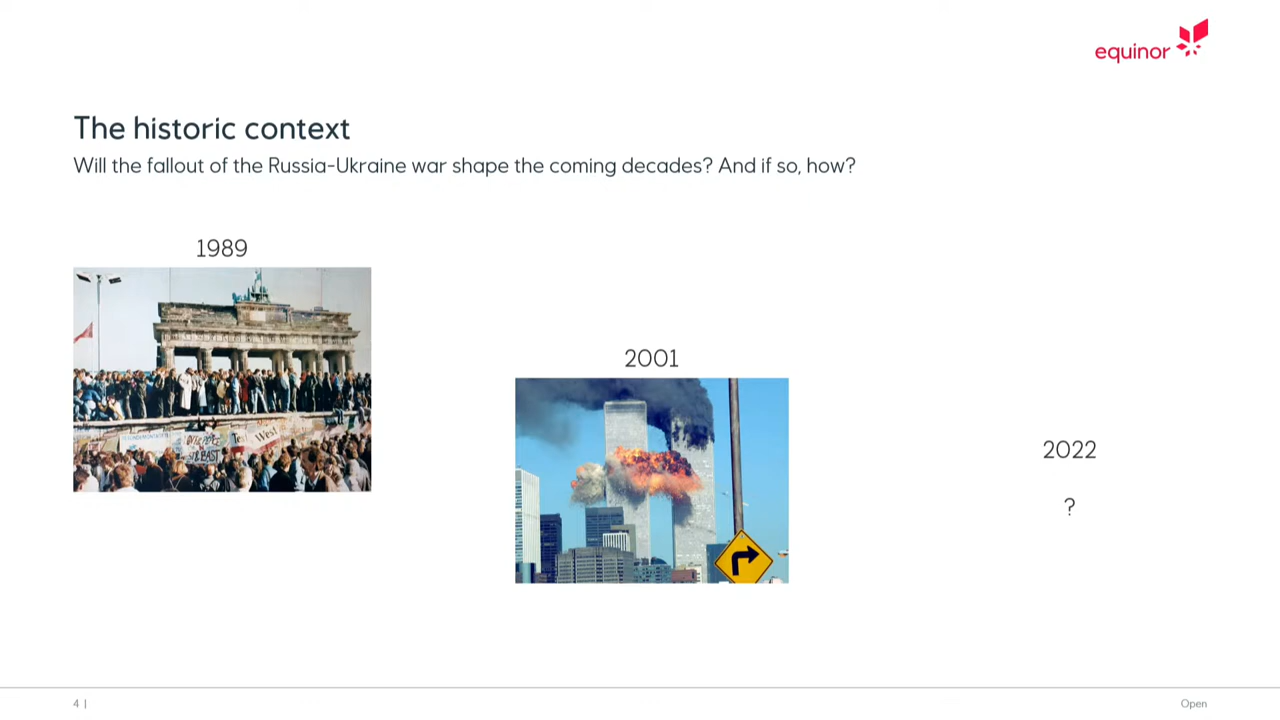 equinor
The historic context
Will the fallout of the Russia-Ukraine war shape the coming decades? And if so, how?
1989
2001
2022
?
4 |
Open